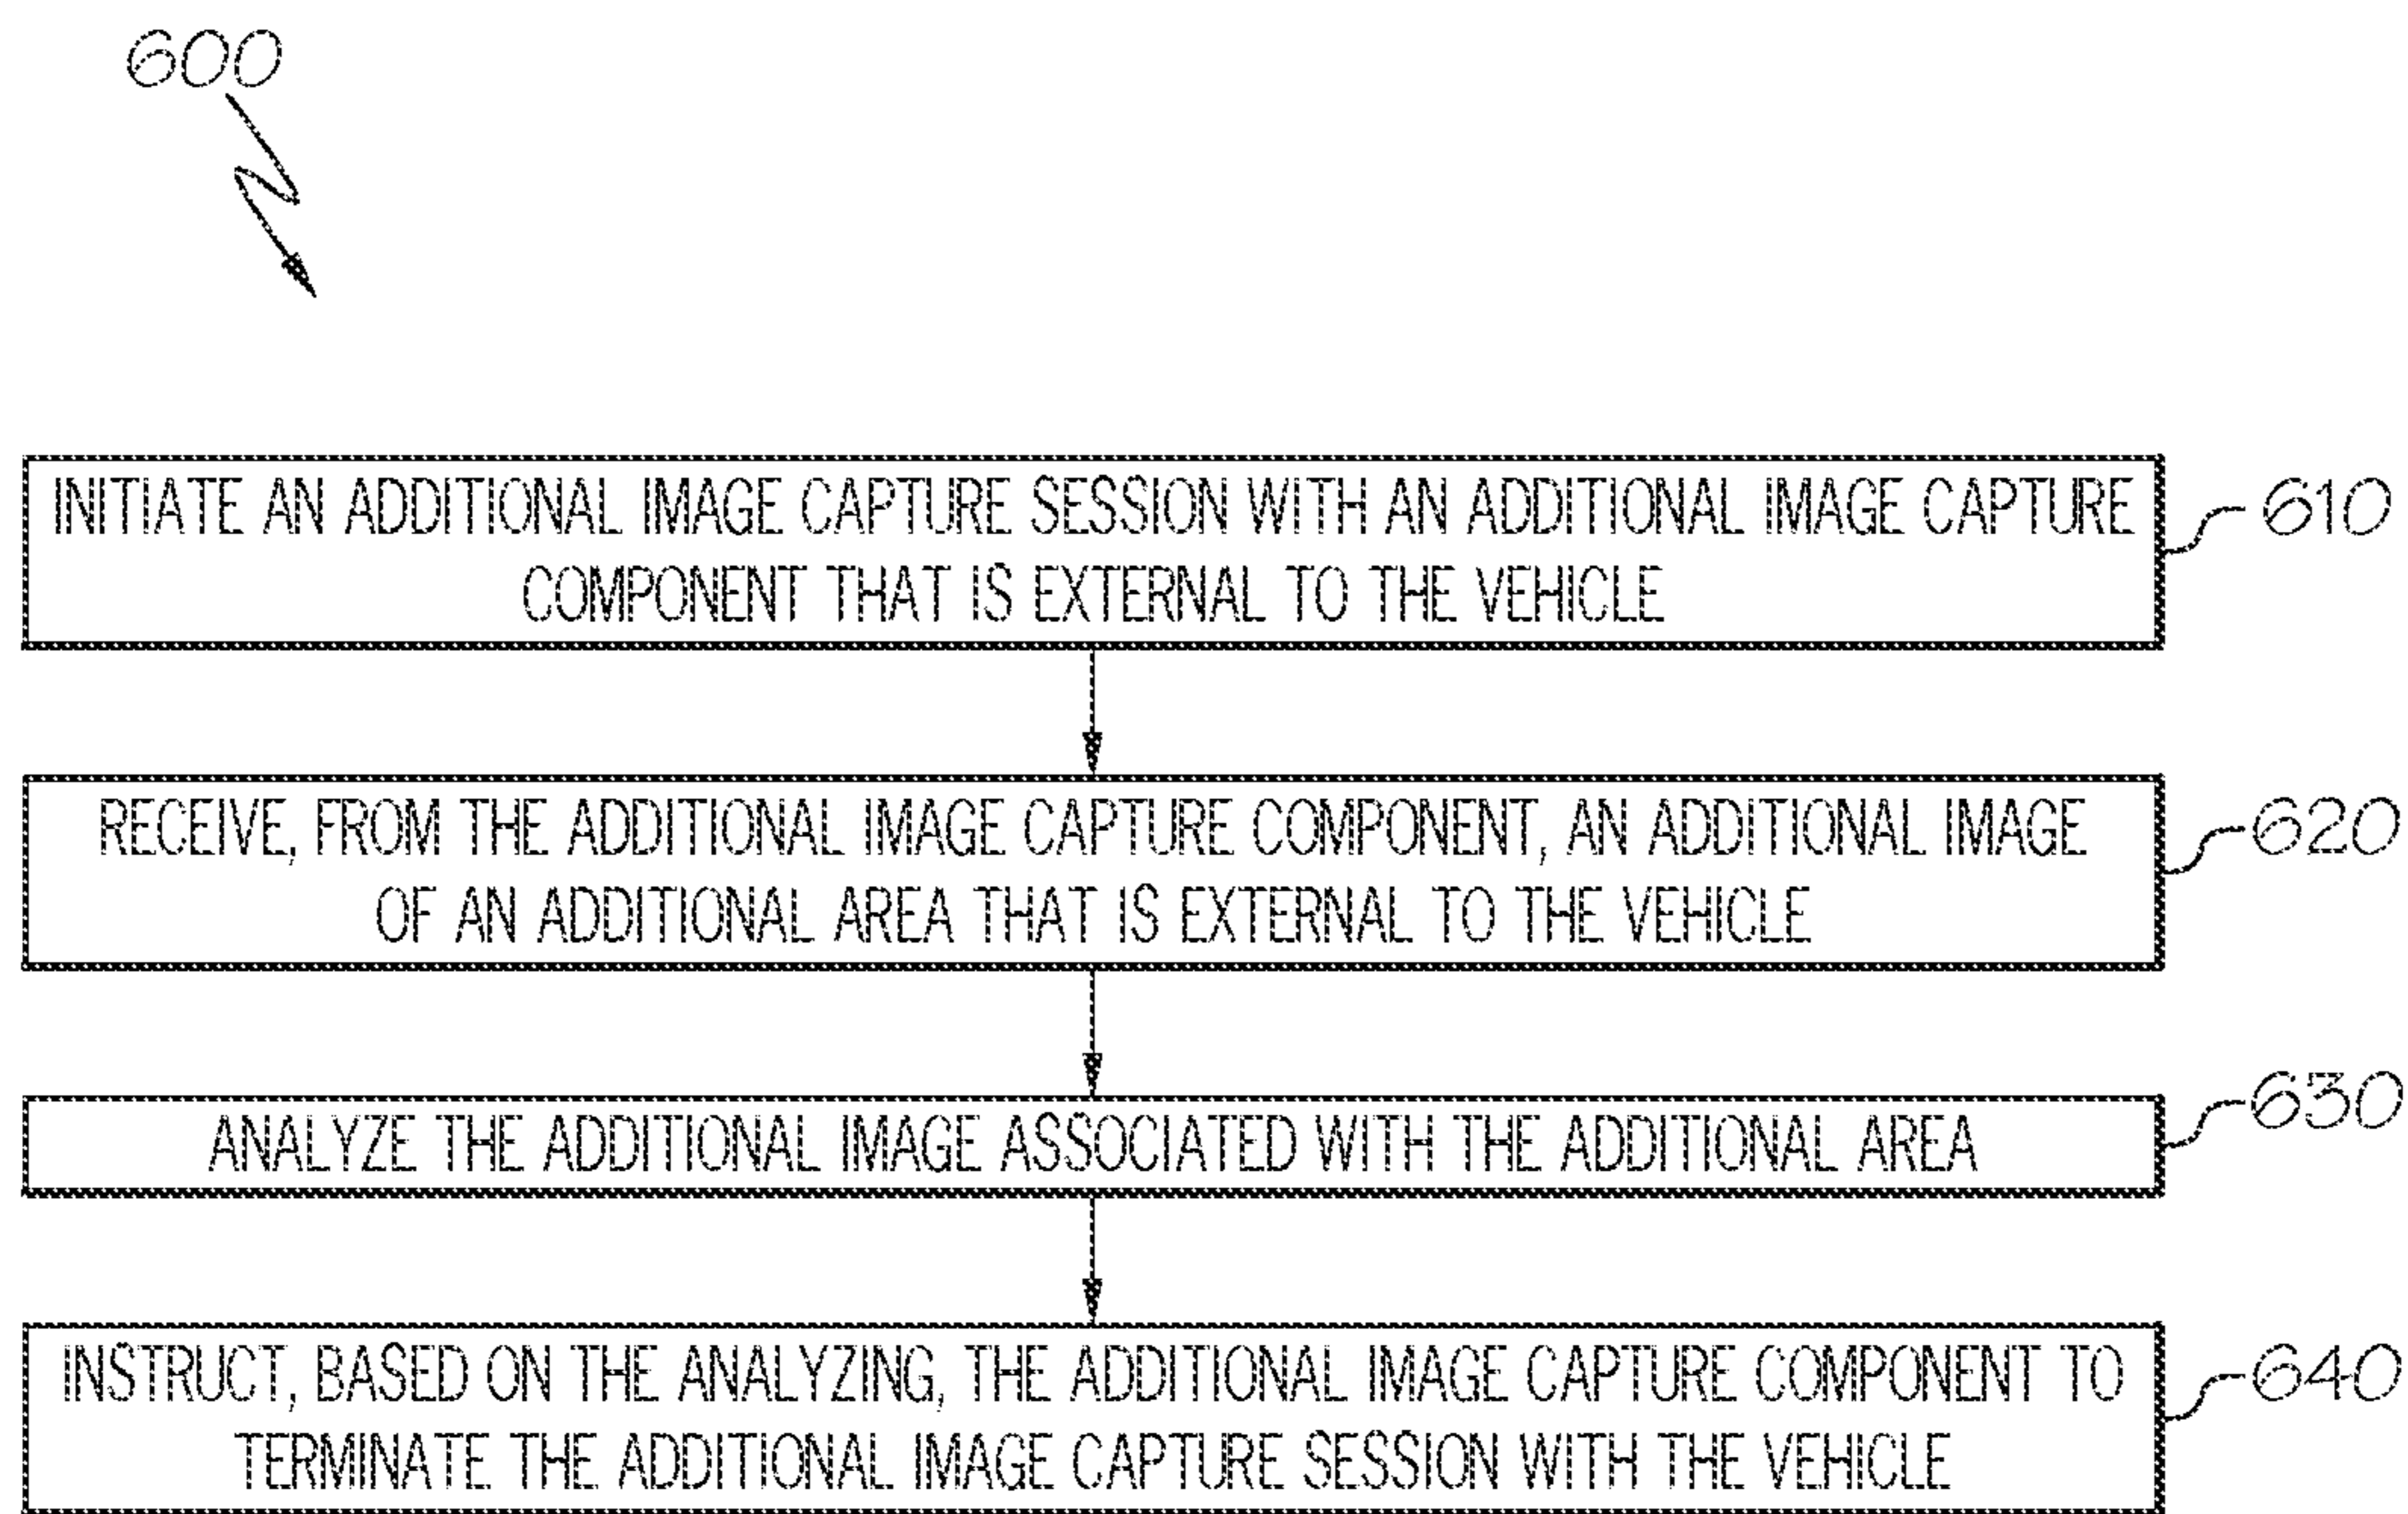 600
INITIATE AN ADDITIONAL IMAGE CAPTURE SESSION WITH AN ADDITIONAL IMAGE CAPTURE
COMPONENT THAT IS EXTERNAL TO THE VEHICLE
610
RECEIVE, FROM THE ADDITIONAL IMAGE CAPTURE COMPONENT, AN ADDITIONAL IMAGE
OF AN ADDITIONAL AREA THAT IS EXTERNAL TO THE VEHICLE
620
ANALYZE THE ADDITIONAL IMAGE ASSOCIATED WITH THE ADDITIONAL AREA
630
INSTRUCT, BASED ON THE ANALYZING, THE ADDITIONAL IMAGE CAPTURE COMPONENT TO
TERMINATE THE ADDITIONAL IMAGE CAPTURE SESSION WITH THE VEHICLE
640